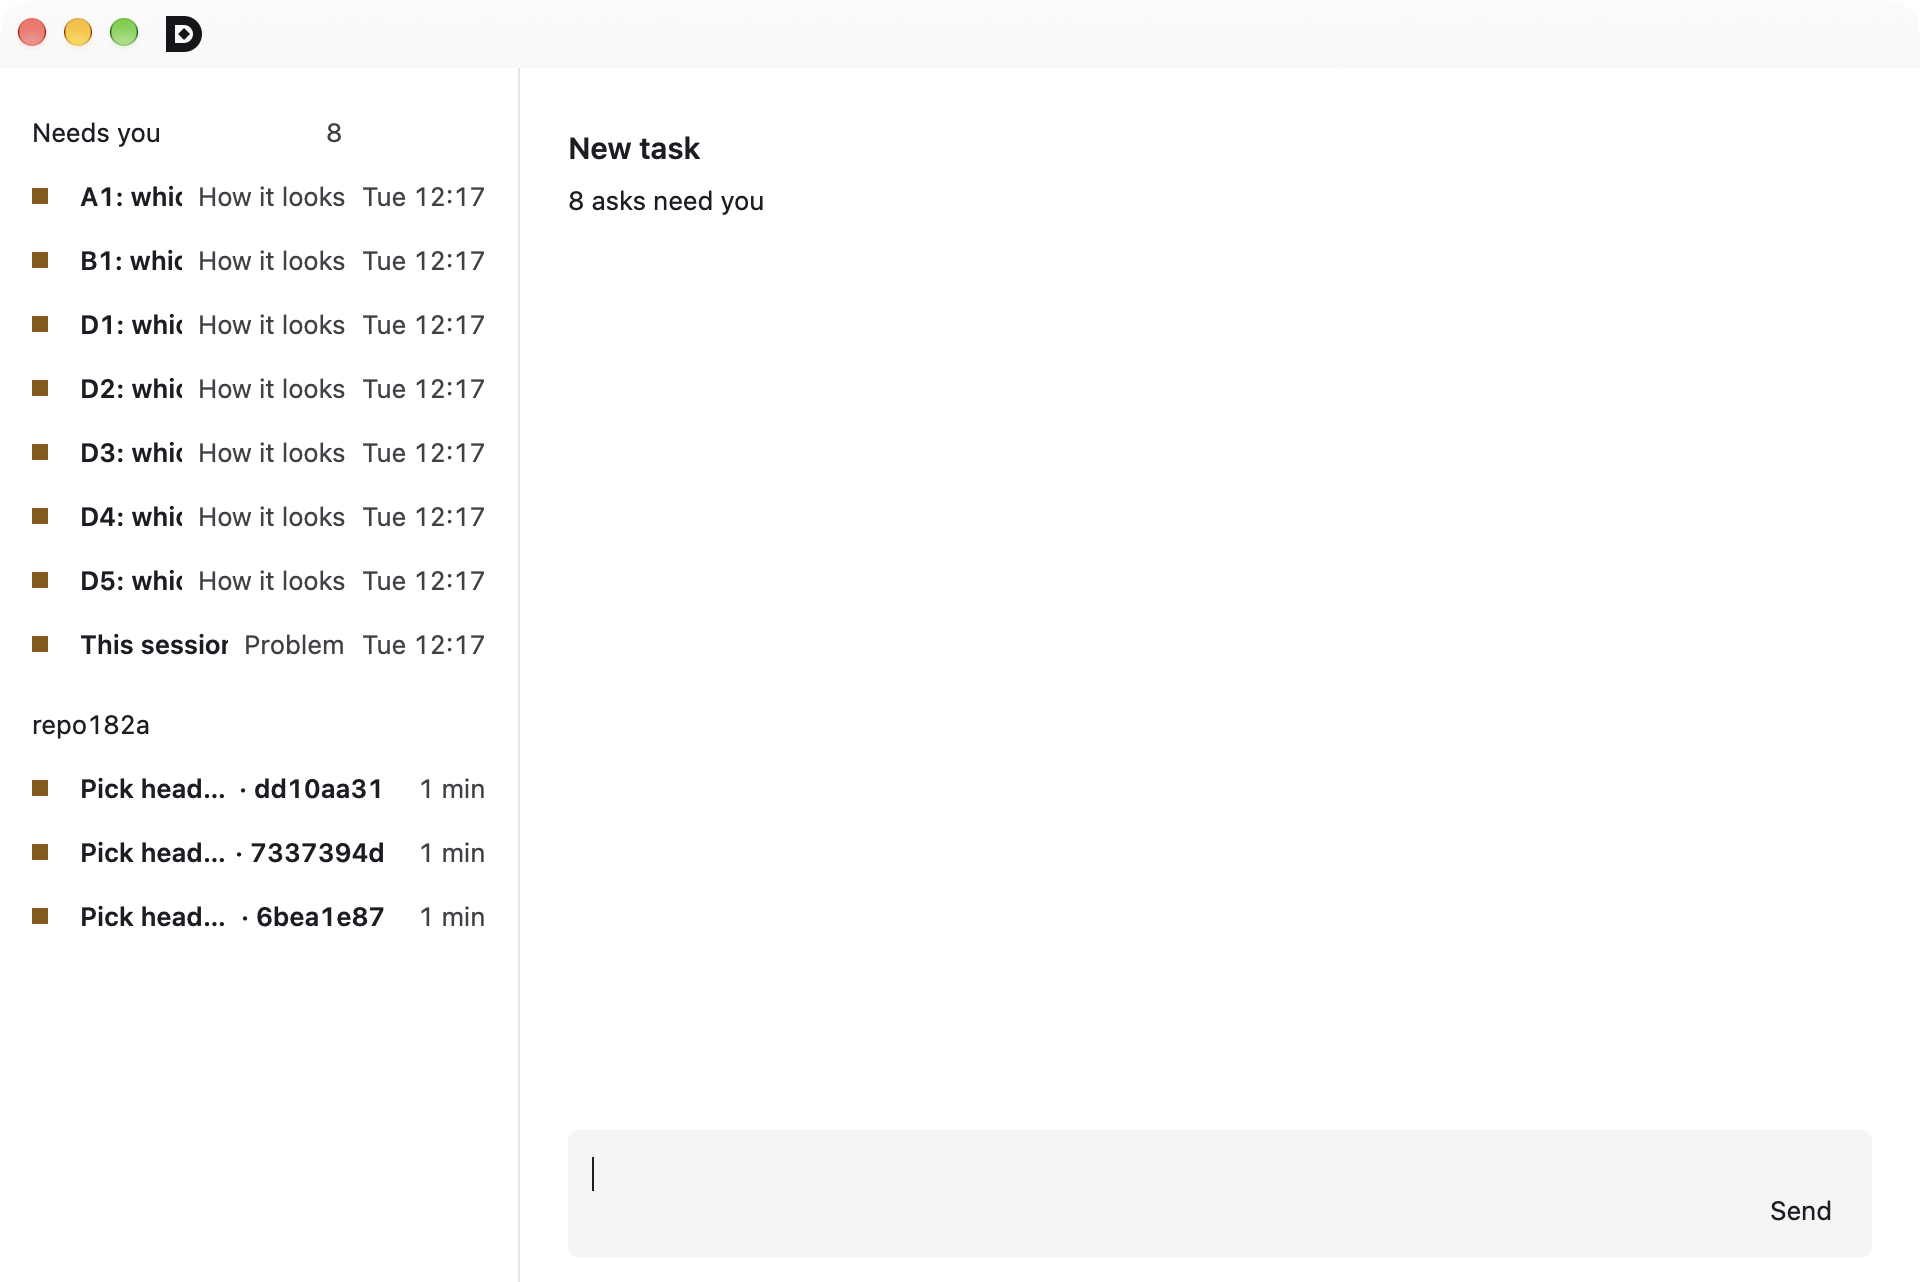 Needs you 8
A1: whic How it looks Tue 12:17
B1: whic How it looks Tue 12:17
D1: whic How it looks Tue 12:17
D2: whic How it looks Tue 12:17
D3: whic How it looks Tue 12:17
D4: whic How it looks Tue 12:17
D5: whic How it looks Tue 12:17
This session Problem Tue 12:17
repo182a
Pick head... · dd10aa31 1 min
Pick head... · 7337394d 1 min
Pick head... · 6bea1e87 1 min
New task
8 asks need you
Send